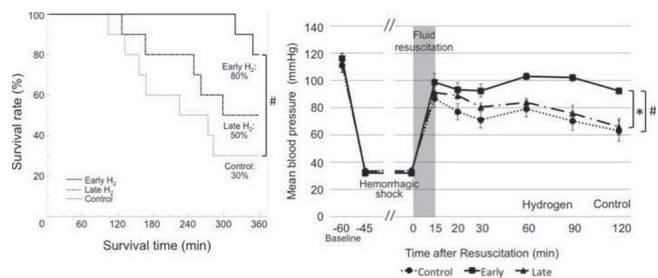 100
80
60
40
20
0
Survival rate (%)
Early H₂:
80%
Late H₂:
50%
Control:
30%
#
Early H₂
Late H₂
Control
0 60 120 180 240 300 360
Survival time (min)
140
120
100
80
60
40
20
0
Mean blood pressure (mmHg)
Fluid
resuscitation
Hemorrhagic
shock
* #
Hydrogen Control
-60 -45 0 15 20 30 60 90 120
Baseline
Time after Resuscitation (min)
Control Early Late